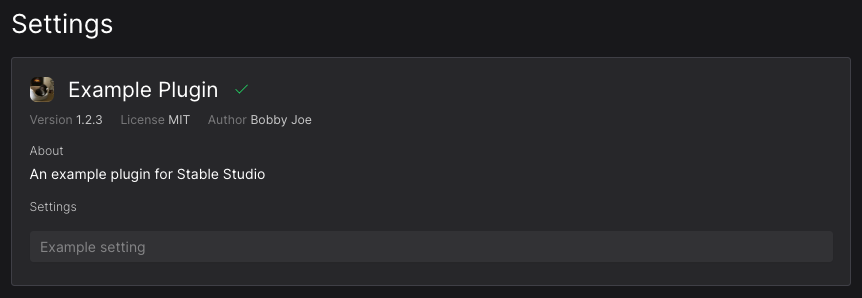 Settings
Example Plugin
Version 1.2.3 License MIT Author Bobby Joe
About
An example plugin for Stable Studio
Settings
Example setting